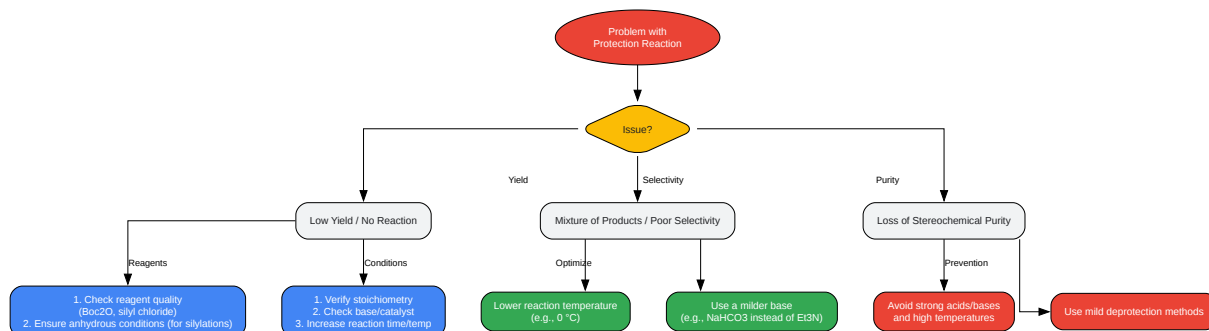 Problem with
Protection Reaction
Issue?
Yield
Selectivity
Purity
Low Yield / No Reaction
Mixture of Products / Poor Selectivity
Loss of Stereochemical Purity
Reagents
Conditions
Optimize
Prevention
1. Check reagent quality
(Boc2O, silyl chloride)
2. Ensure anhydrous conditions (for silylations)
1. Verify stoichiometry
2. Check base/catalyst
3. Increase reaction time/temp
Lower reaction temperature
(e.g., 0 °C)
Use a milder base
(e.g., NaHCO3 instead of Et3N)
Avoid strong acids/bases
and high temperatures
Use mild deprotection methods